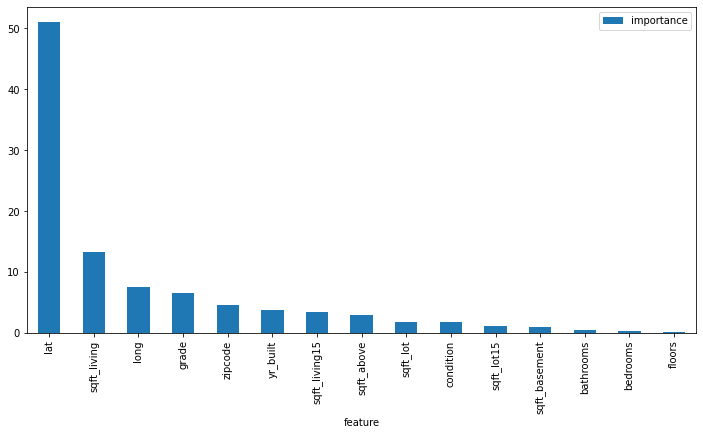 importance
50
40
30
20
10
0
lat
sqft_living
long
grade
zipcode
yr_built
sqft_living15
sqft_above
sqft_lot
condition
sqft_lot15
sqft_basement
bathrooms
bedrooms
floors
feature